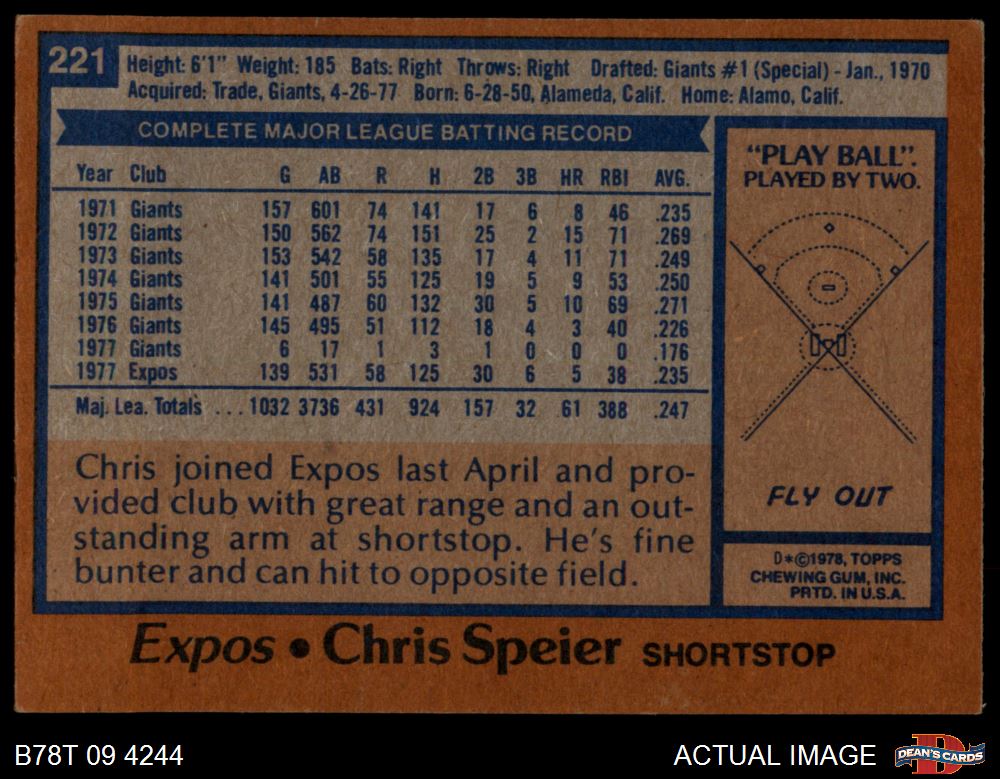 221
Height: 6'1" Weight: 185 Bats: Right Throws: Right Drafted: Giants #1 (Special) - Jan., 1970
Acquired: Trade, Giants, 4-26-77 Born: 6-28-50, Alameda, Calif. Home: Alamo, Calif.
COMPLETE MAJOR LEAGUE BATTING RECORD
Year Club G AB R H 2B 3B HR RBI AVG.
1971 Giants 157 601 74 141 17 6 8 46 .235
1972 Giants 150 562 74 151 25 2 15 71 .269
1973 Giants 153 542 58 135 17 4 11 71 .249
1974 Giants 141 501 55 125 19 5 9 53 .250
1975 Giants 141 487 60 132 30 5 10 69 .271
1976 Giants 145 495 51 112 18 4 3 40 .226
1977 Giants 6 17 1 3 1 0 0 0 .176
1977 Expos 139 531 58 125 30 6 5 38 .235
Maj. Lea. Totals ... 1032 3736 431 924 157 32 61 388 .247
Chris joined Expos last April and pro-
vided club with great range and an out-
standing arm at shortstop. He's fine
bunter and can hit to opposite field.
"PLAY BALL".
PLAYED BY TWO.
FLY OUT
D*©1978, TOPPS
CHEWING GUM, INC.
PRTD. IN U.S.A.
Expos • Chris Speier SHORTSTOP
B78T 09 4244
ACTUAL IMAGE
DEAN'S CARDS